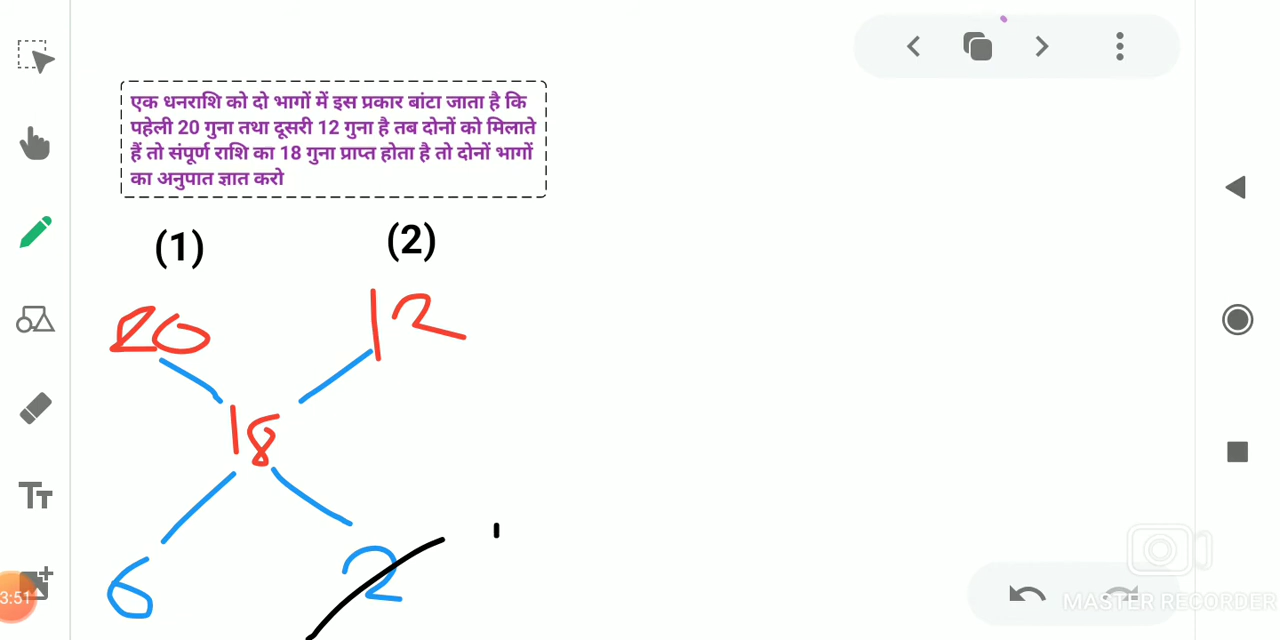 एक धनराशि को दो भागों में इस प्रकार बांटा जाता है कि
पहेली 20 गुना तथा दूसरी 12 गुना है तब दोनों को मिलाते
हैं तो संपूर्ण राशि का 18 गुना प्राप्त होता है तो दोनों भागों
का अनुपात ज्ञात करो
(1) (2)
20 12
18
6 2
Tт
3:51
MASTER RECORDER